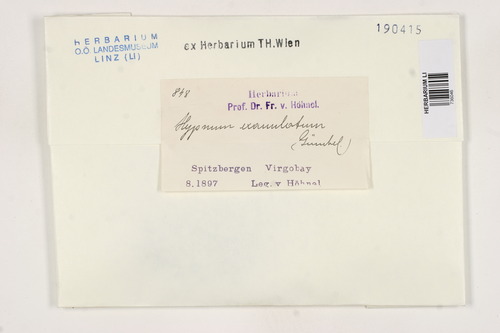 HERBARIUM
O.Ö. LANDESMUSEUM
LINZ (LI)
ex Herbarium TH.Wien
190415
HERBARIUM LI
848
Herbarium
Prof. Dr. Fr. v. Höhnel.
Hypnum exannulatum
(Gümbel)
Spitzbergen Virgobay
8.1897 Leg. v Höhnel